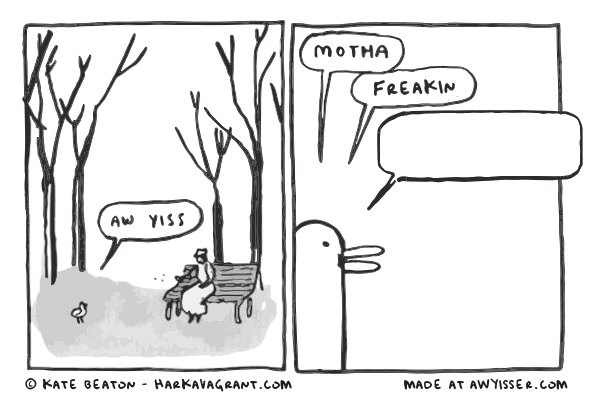 AW YISS
MOTHA
FREAKIN
© KATE BEATON - HARKAVAGRANT.COM
MADE AT AWYISSER.COM